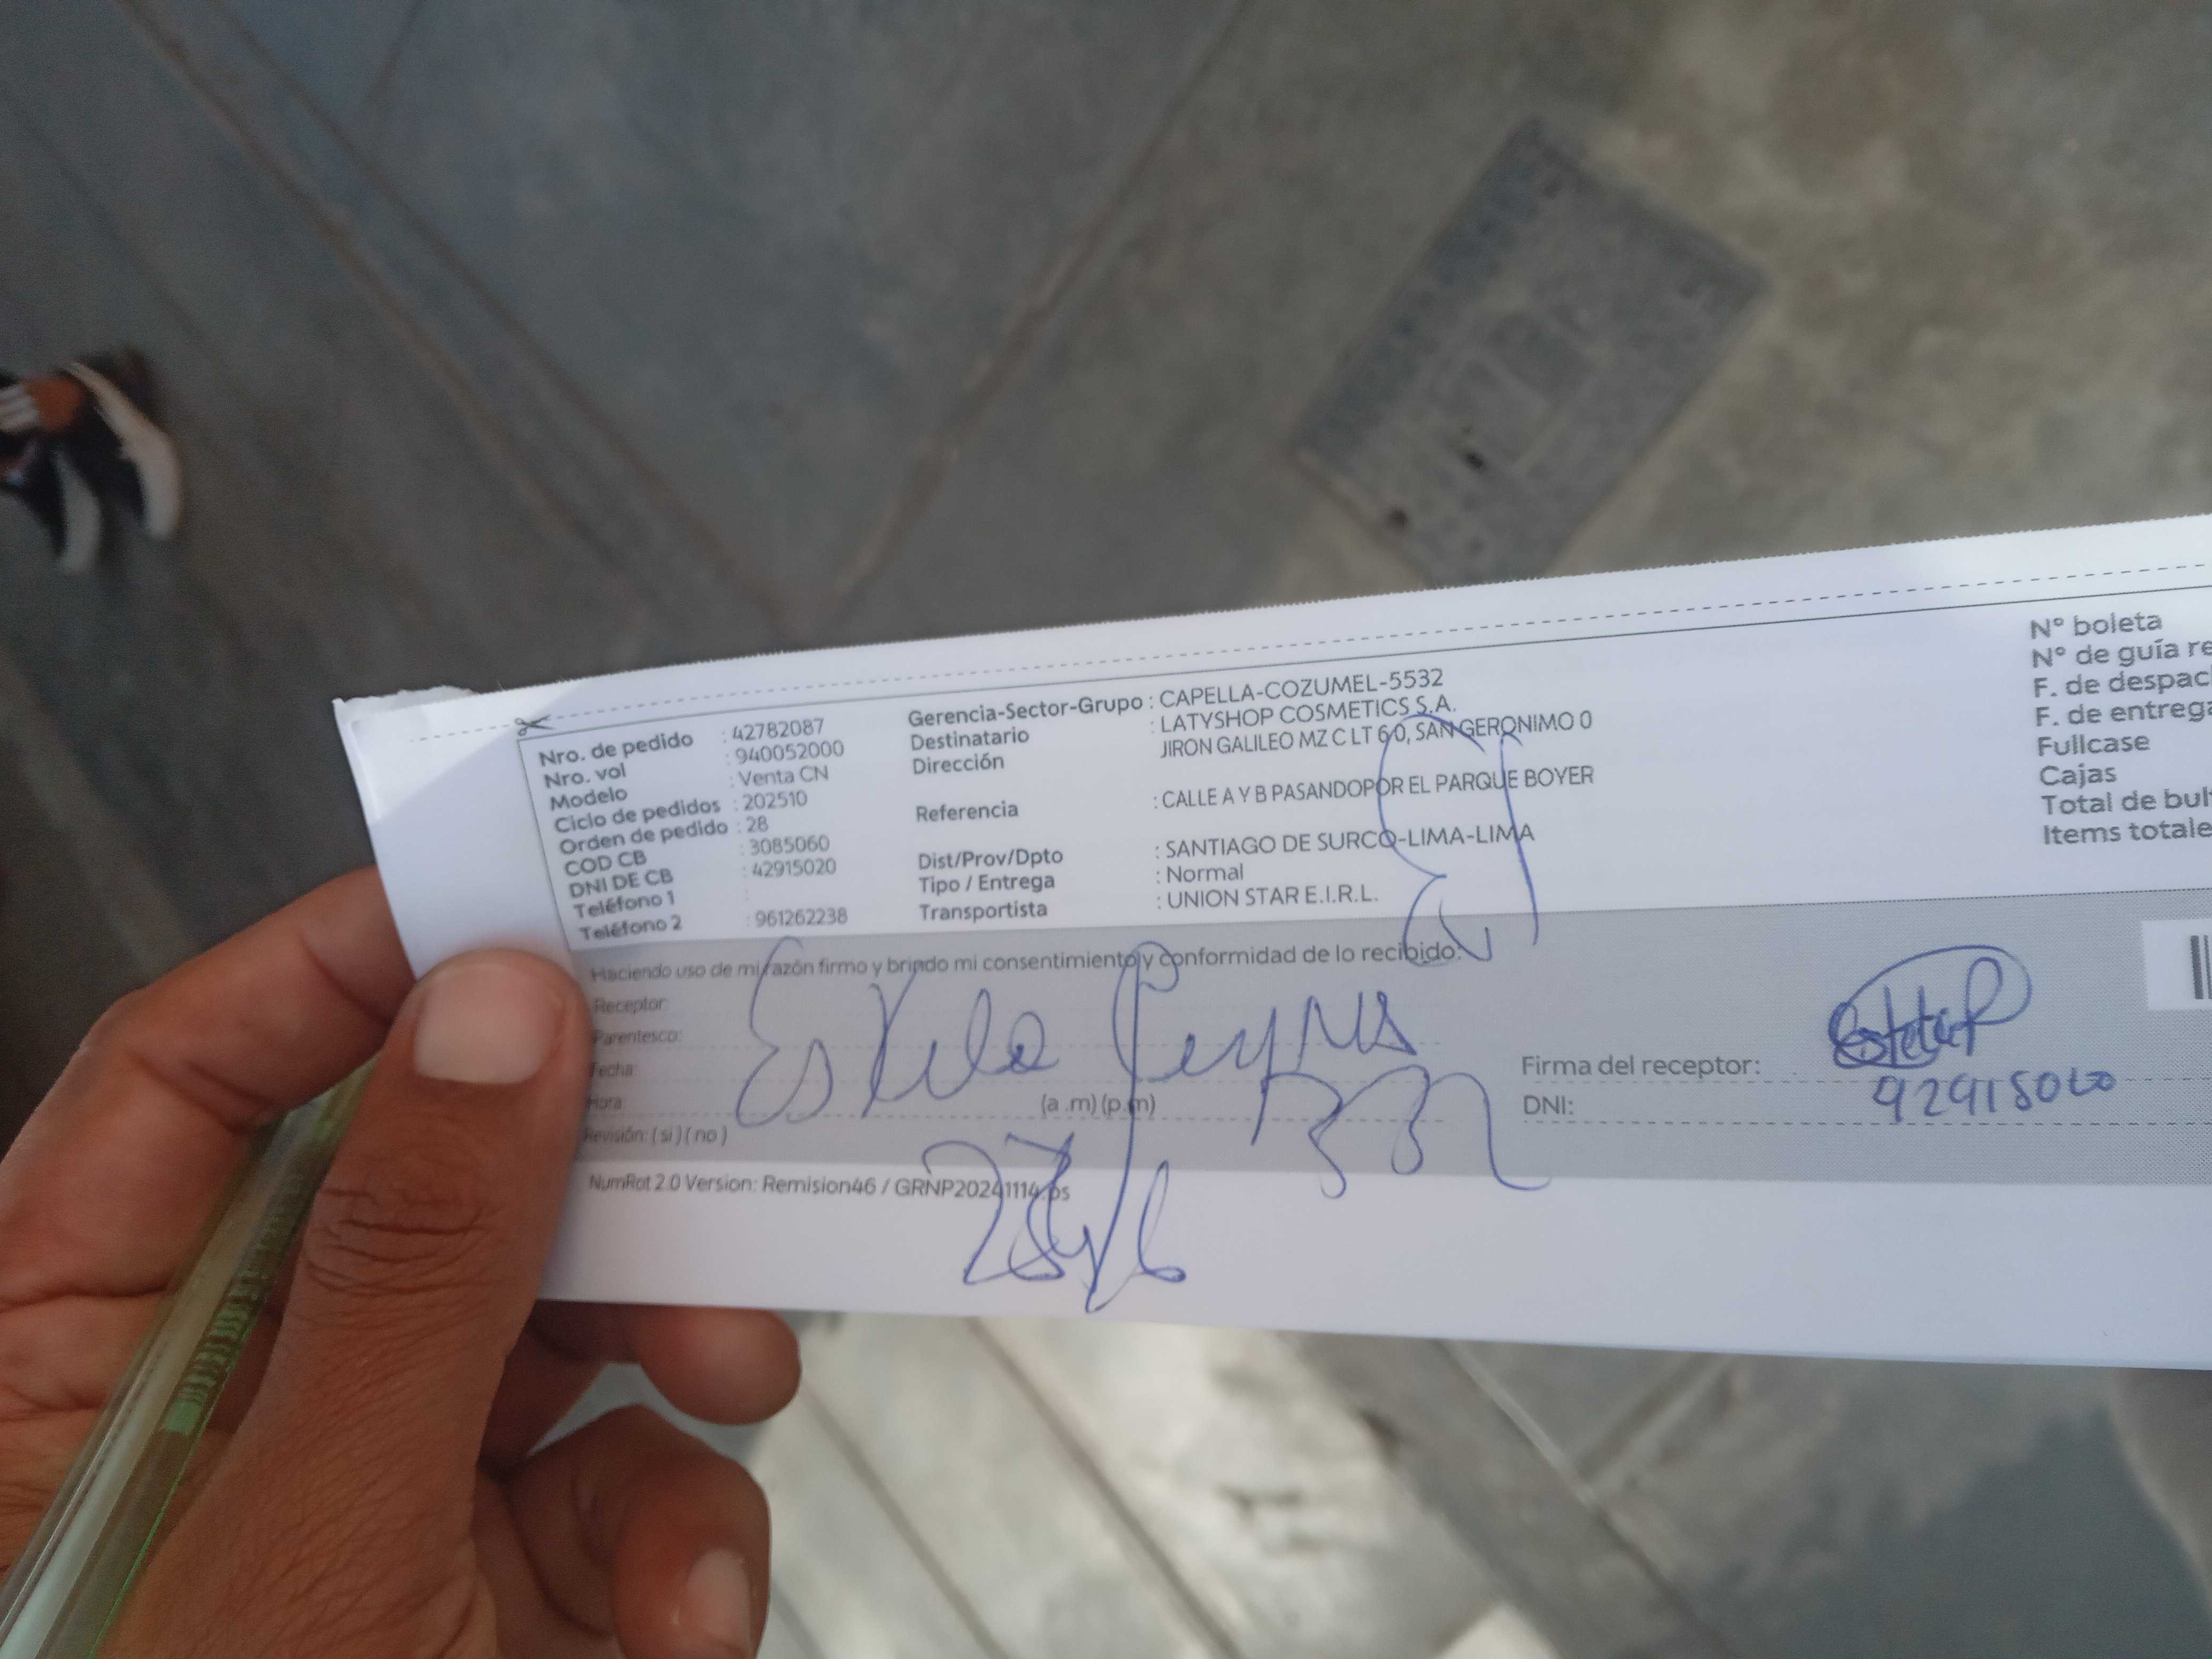 Nro. de pedido : 42782087
Nro. vol : 940052000
Modelo : Venta CN
Ciclo de pedidos : 202510
Orden de pedido : 28
COD CB : 3085060
DNI DE CB : 42915020
Teléfono 1 :
Teléfono 2 : 961262238
Gerencia-Sector-Grupo : CAPELLA-COZUMEL-5532
Destinatario : LATYSHOP COSMETICS S.A.
Dirección JIRON GALILEO MZ C LT 6 0, SAN GERONIMO 0
Referencia : CALLE A Y B PASANDOPOR EL PARQUE BOYER
Dist/Prov/Dpto : SANTIAGO DE SURCO-LIMA-LIMA
Tipo / Entrega : Normal
Transportista : UNION STAR E.I.R.L.
N° boleta
N° de guía re
F. de despac
F. de entrega
Fullcase
Cajas
Total de bul
Items totale
Haciendo uso de mi razón firmo y brindo mi consentimiento y conformidad de lo recibido:
Receptor:
Parentesco:
Fecha:
Hora (a .m) (p.m)
Revisión: ( si ) ( no )
Firma del receptor:
DNI:
NumRot 2.0 Version: Remision46 / GRNP20241114.ps